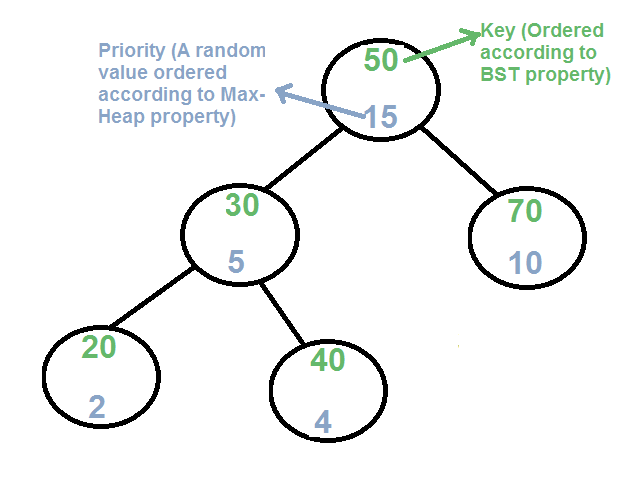 Key (Ordered
according to
BST property)
Priority (A random
value ordered
according to Max-
Heap property)
50
15
30
5
70
10
20
2
40
4